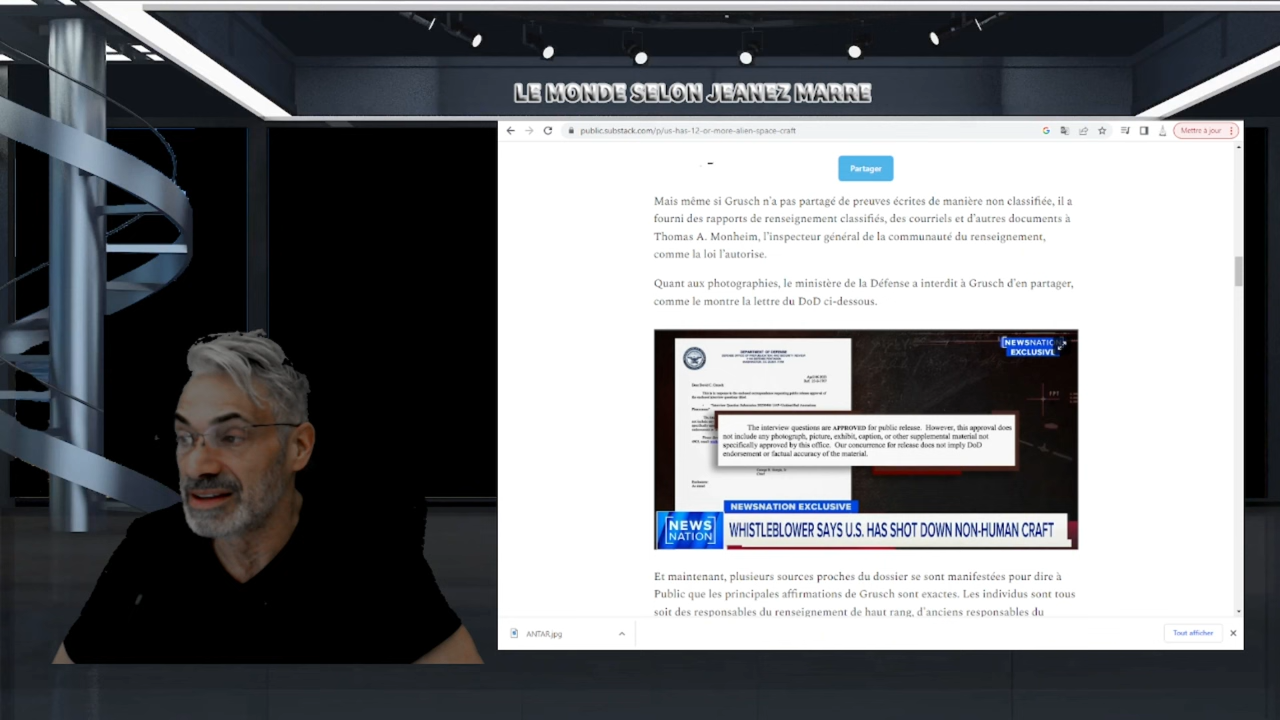 LE MONDE SELON JEANEZ MARRE
public.substack.com/p/us-has-12-or-more-alien-space-craft
Mettre à jour
Partager
Mais même si Grusch n'a pas partagé de preuves écrites de manière non classifiée, il a
fourni des rapports de renseignement classifiés, des courriels et d'autres documents à
Thomas A. Monheim, l'inspecteur général de la communauté du renseignement,
comme la loi l'autorise.
Quant aux photographies, le ministère de la Défense a interdit à Grusch d'en partager,
comme le montre la lettre du DoD ci-dessous.
NEWSNATIO
EXCLUSIVE
DEPARTMENT OF DEFENSE
The interview questions are APPROVED for public release. However, this approval does
not include any photograph, picture, exhibit, caption, or other supplemental material not
specifically approved by this office. Our concurrence for release does not imply DoD
endorsement or factual accuracy of the material.
NEWSNATION EXCLUSIVE
NEWS
NATION
WHISTLEBLOWER SAYS U.S. HAS SHOT DOWN NON-HUMAN CRAFT
Et maintenant, plusieurs sources proches du dossier se sont manifestées pour dire à
Public que les principales affirmations de Grusch sont exactes. Les individus sont tous
soit des responsables du renseignement de haut rang, d'anciens responsables du
ANTAR.jpg
Tout afficher